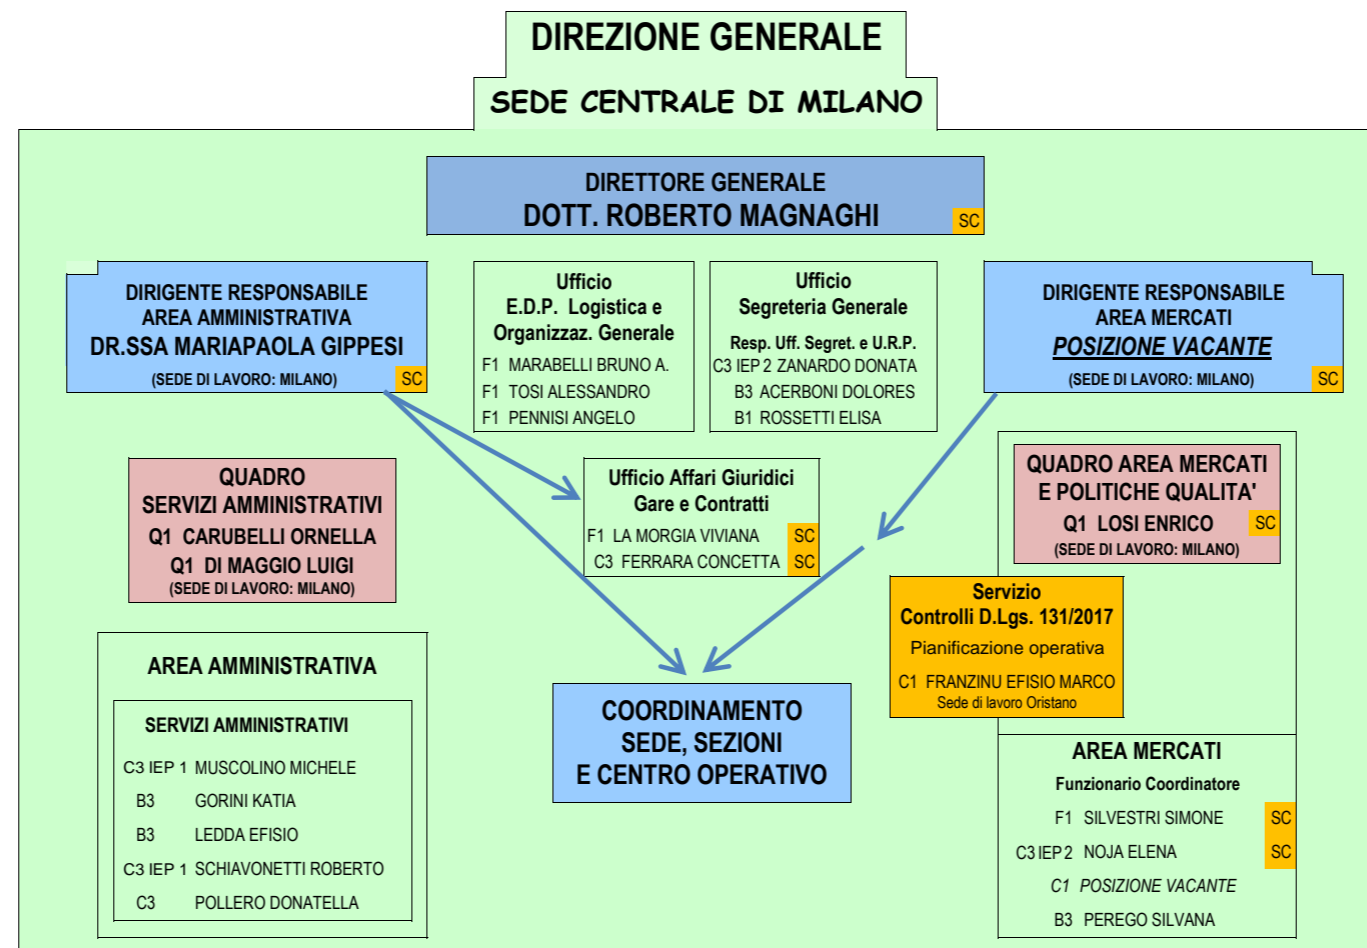 DIREZIONE GENERALE
SEDE CENTRALE DI MILANO
DIRETTORE GENERALE
DOTT. ROBERTO MAGNAGHI
SC
DIRIGENTE RESPONSABILE
AREA AMMINISTRATIVA
DR.SSA MARIAPAOLA GIPPESI
(SEDE DI LAVORO: MILANO)
SC
Ufficio
E.D.P. Logistica e
Organizzaz. Generale
F1 MARABELLI BRUNO A.
F1 TOSI ALESSANDRO
F1 PENNISI ANGELO
Ufficio
Segreteria Generale
Resp. Uff. Segret. e U.R.P.
C3 IEP 2 ZANARDO DONATA
B3 ACERBONI DOLORES
B1 ROSSETTI ELISA
DIRIGENTE RESPONSABILE
AREA MERCATI
POSIZIONE VACANTE
(SEDE DI LAVORO: MILANO)
SC
QUADRO
SERVIZI AMMINISTRATIVI
Q1 CARUBELLI ORNELLA
Q1 DI MAGGIO LUIGI
(SEDE DI LAVORO: MILANO)
Ufficio Affari Giuridici
Gare e Contratti
F1 LA MORGIA VIVIANA SC
C3 FERRARA CONCETTA SC
QUADRO AREA MERCATI
E POLITICHE QUALITA'
Q1 LOSI ENRICO SC
(SEDE DI LAVORO: MILANO)
Servizio
Controlli D.Lgs. 131/2017
Pianificazione operativa
C1 FRANZINU EFISIO MARCO
Sede di lavoro Oristano
AREA AMMINISTRATIVA
SERVIZI AMMINISTRATIVI
C3 IEP 1 MUSCOLINO MICHELE
B3 GORINI KATIA
B3 LEDDA EFISIO
C3 IEP 1 SCHIAVONETTI ROBERTO
C3 POLLERO DONATELLA
COORDINAMENTO
SEDE, SEZIONI
E CENTRO OPERATIVO
AREA MERCATI
Funzionario Coordinatore
F1 SILVESTRI SIMONE SC
C3 IEP 2 NOJA ELENA SC
C1 POSIZIONE VACANTE
B3 PEREGO SILVANA